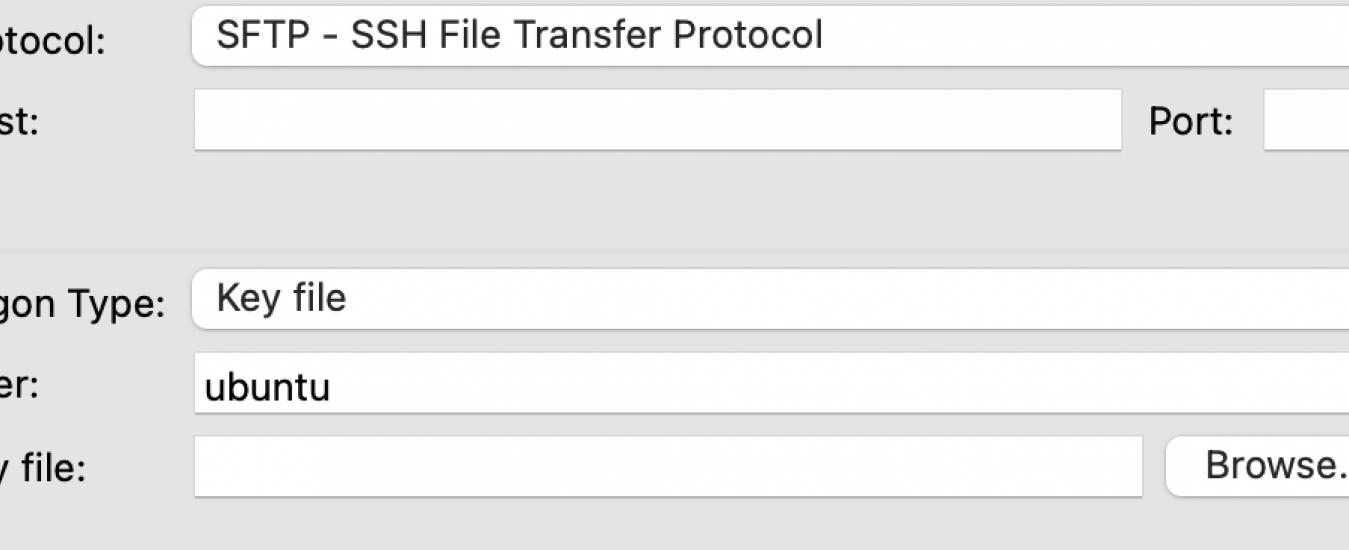 otocol: SFTP - SSH File Transfer Protocol
st: Port:
gon Type: Key file
er: ubuntu
y file: Browse.